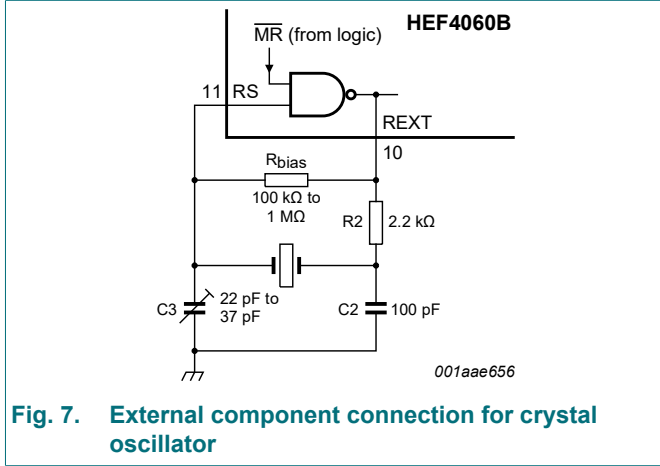 HEF4060B
MR (from logic)
11 RS
REXT
10
Rbias
100 kΩ to
1 MΩ
R2 2.2 kΩ
C3 22 pF to
37 pF
C2 100 pF
001aae656
Fig. 7. External component connection for crystal
oscillator